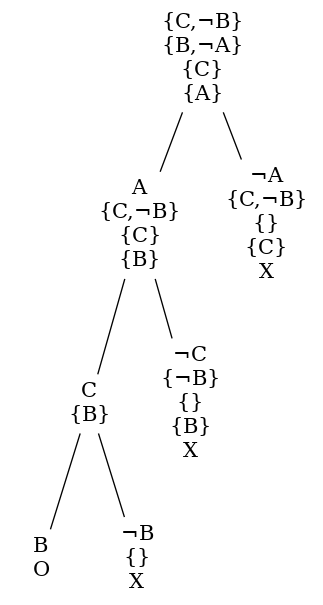 {C,¬B}
{B,¬A}
{C}
{A}
A
{C,¬B}
{C}
{B}
¬A
{C,¬B}
{}
{C}
X
C
{B}
¬C
{¬B}
{}
{B}
X
B
O
¬B
{}
X